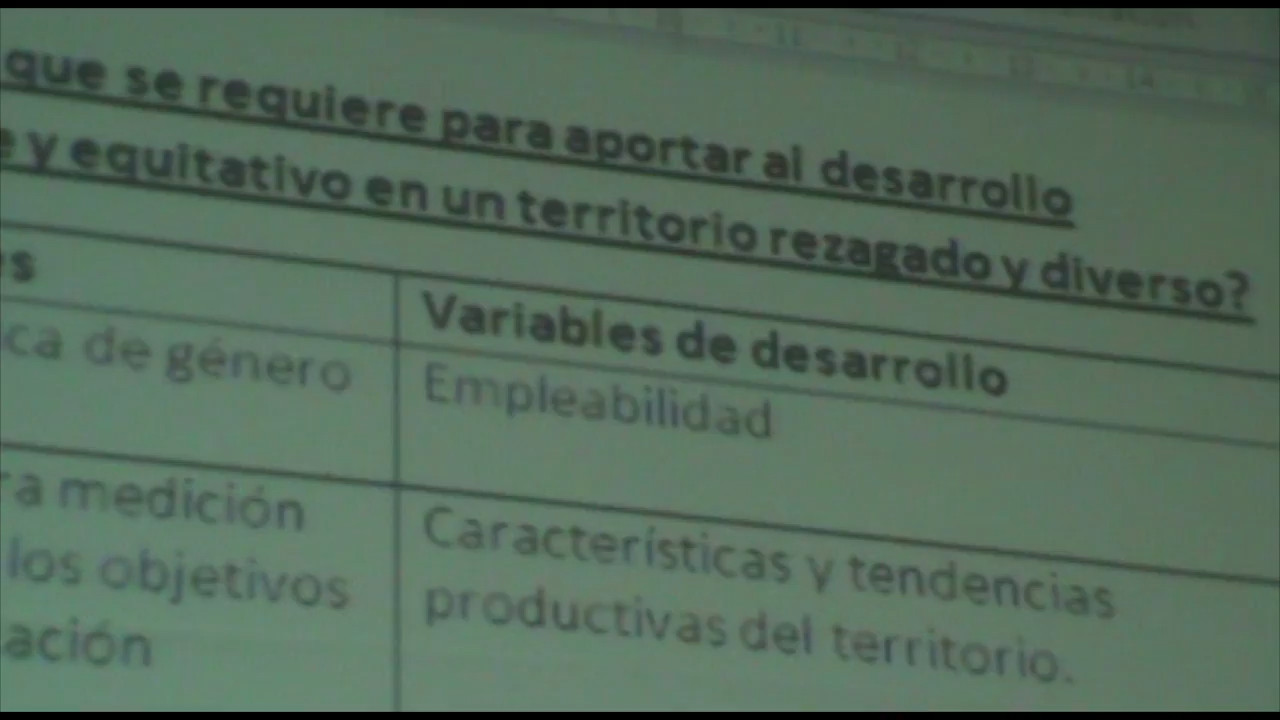 que se requiere para aportar al desarrollo
e y equitativo en un territorio rezagado y diverso?
s
Variables de desarrollo
ca de género
Empleabilidad
ra medición
los objetivos
ación
Características y tendencias
productivas del territorio.